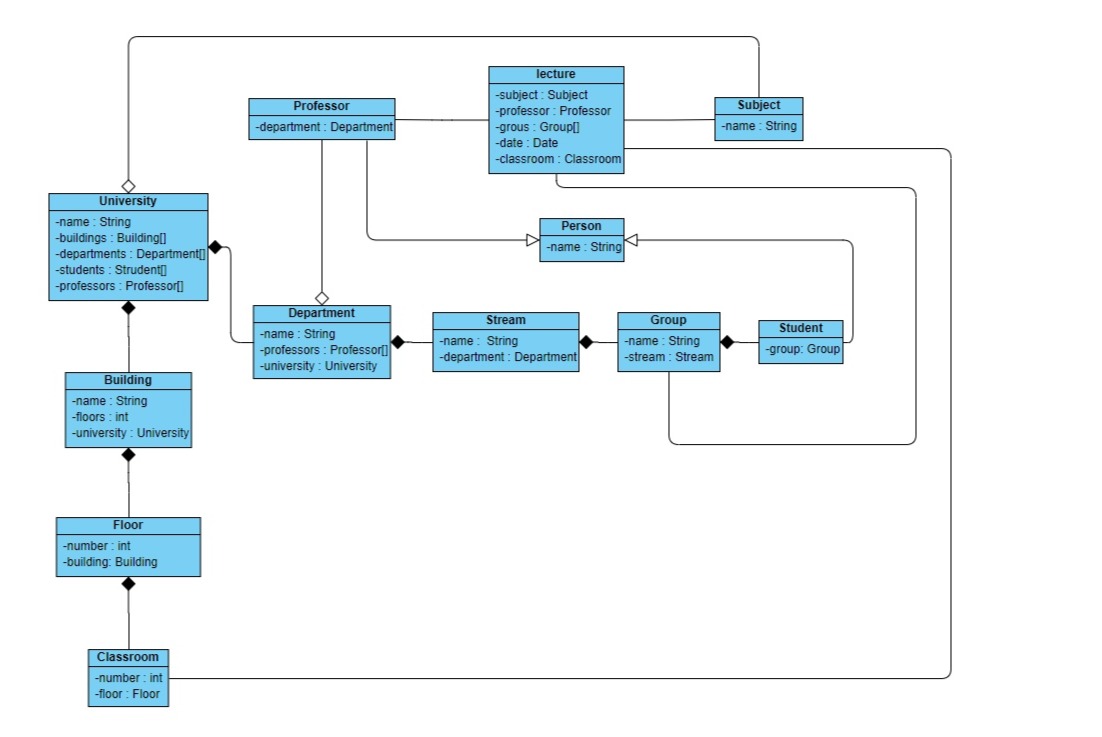 lecture
-subject : Subject
-professor : Professor
-grous : Group[]
-date : Date
-classroom : Classroom
Professor
-department : Department
Subject
-name : String
University
-name : String
-buildings : Building[]
-departments : Department[]
-students : Strudent[]
-professors : Professor[]
Person
-name : String
Department
-name : String
-professors : Professor[]
-university : University
Stream
-name : String
-department : Department
Group
-name : String
-stream : Stream
Student
-group: Group
Building
-name : String
-floors : int
-university : University
Floor
-number : int
-building: Building
Classroom
-number : int
-floor : Floor